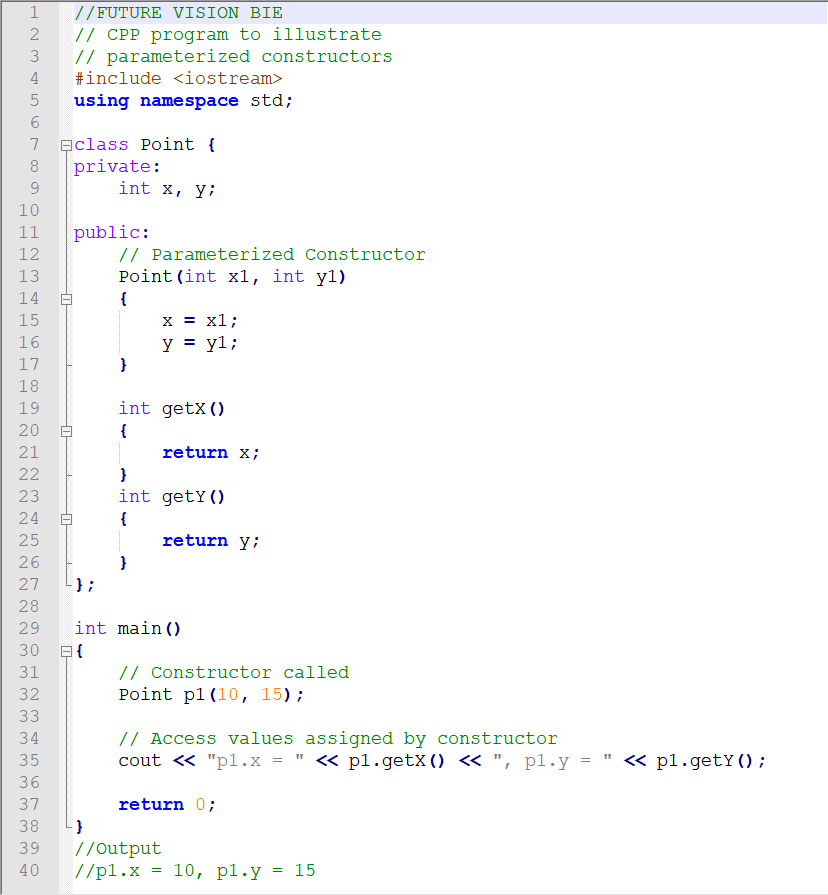 1 //FUTURE VISION BIE
2 // CPP program to illustrate
3 // parameterized constructors
4 #include <iostream>
5 using namespace std;
6
7 class Point {
8 private:
9     int x, y;
10
11 public:
12     // Parameterized Constructor
13     Point(int x1, int y1)
14     {
15         x = x1;
16         y = y1;
17     }
18
19     int getX()
20     {
21         return x;
22     }
23     int getY()
24     {
25         return y;
26     }
27 };
28
29 int main()
30 {
31     // Constructor called
32     Point p1(10, 15);
33
34     // Access values assigned by constructor
35     cout << "p1.x = " << p1.getX() << ", p1.y = " << p1.getY();
36
37     return 0;
38 }
39 //Output
40 //p1.x = 10, p1.y = 15